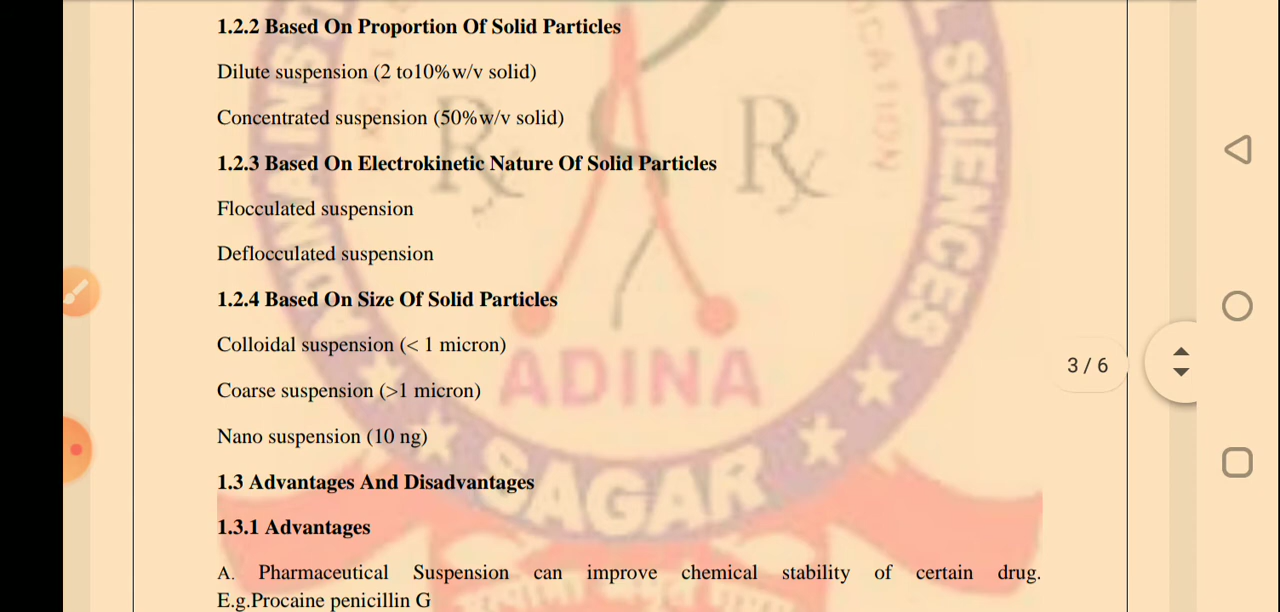 1.2.2 Based On Proportion Of Solid Particles
Dilute suspension (2 to10%w/v solid)
Concentrated suspension (50%w/v solid)
1.2.3 Based On Electrokinetic Nature Of Solid Particles
Flocculated suspension
Deflocculated suspension
1.2.4 Based On Size Of Solid Particles
Colloidal suspension (< 1 micron)
Coarse suspension (>1 micron)
Nano suspension (10 ng)
1.3 Advantages And Disadvantages
1.3.1 Advantages
A. Pharmaceutical Suspension can improve chemical stability of certain drug.
E.g.Procaine penicillin G
3 / 6
Rx
Rx
ADINA
SAGAR
SCIENCES